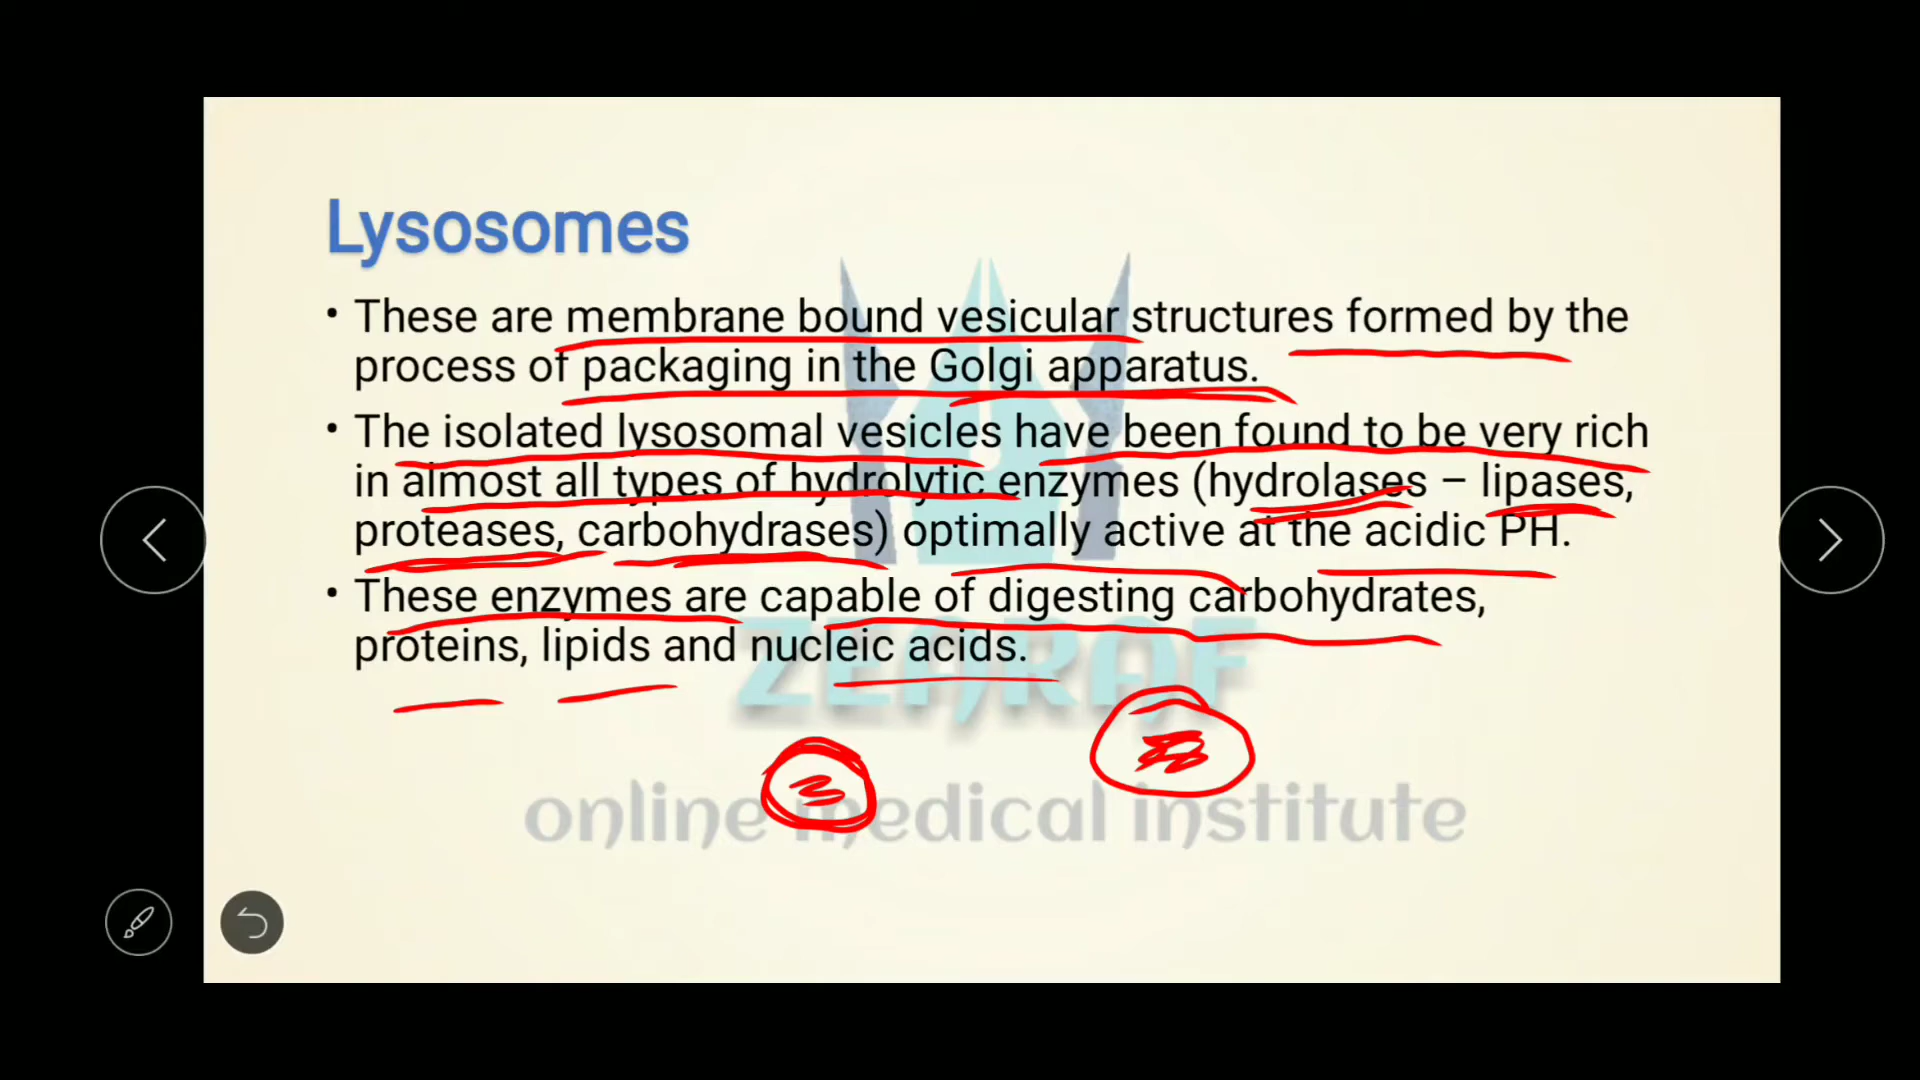 Lysosomes
• These are membrane bound vesicular structures formed by the
process of packaging in the Golgi apparatus.
• The isolated lysosomal vesicles have been found to be very rich
in almost all types of hydrolytic enzymes (hydrolases – lipases,
proteases, carbohydrases) optimally active at the acidic PH.
• These enzymes are capable of digesting carbohydrates,
proteins, lipids and nucleic acids.
ZEARAF
online medical institute